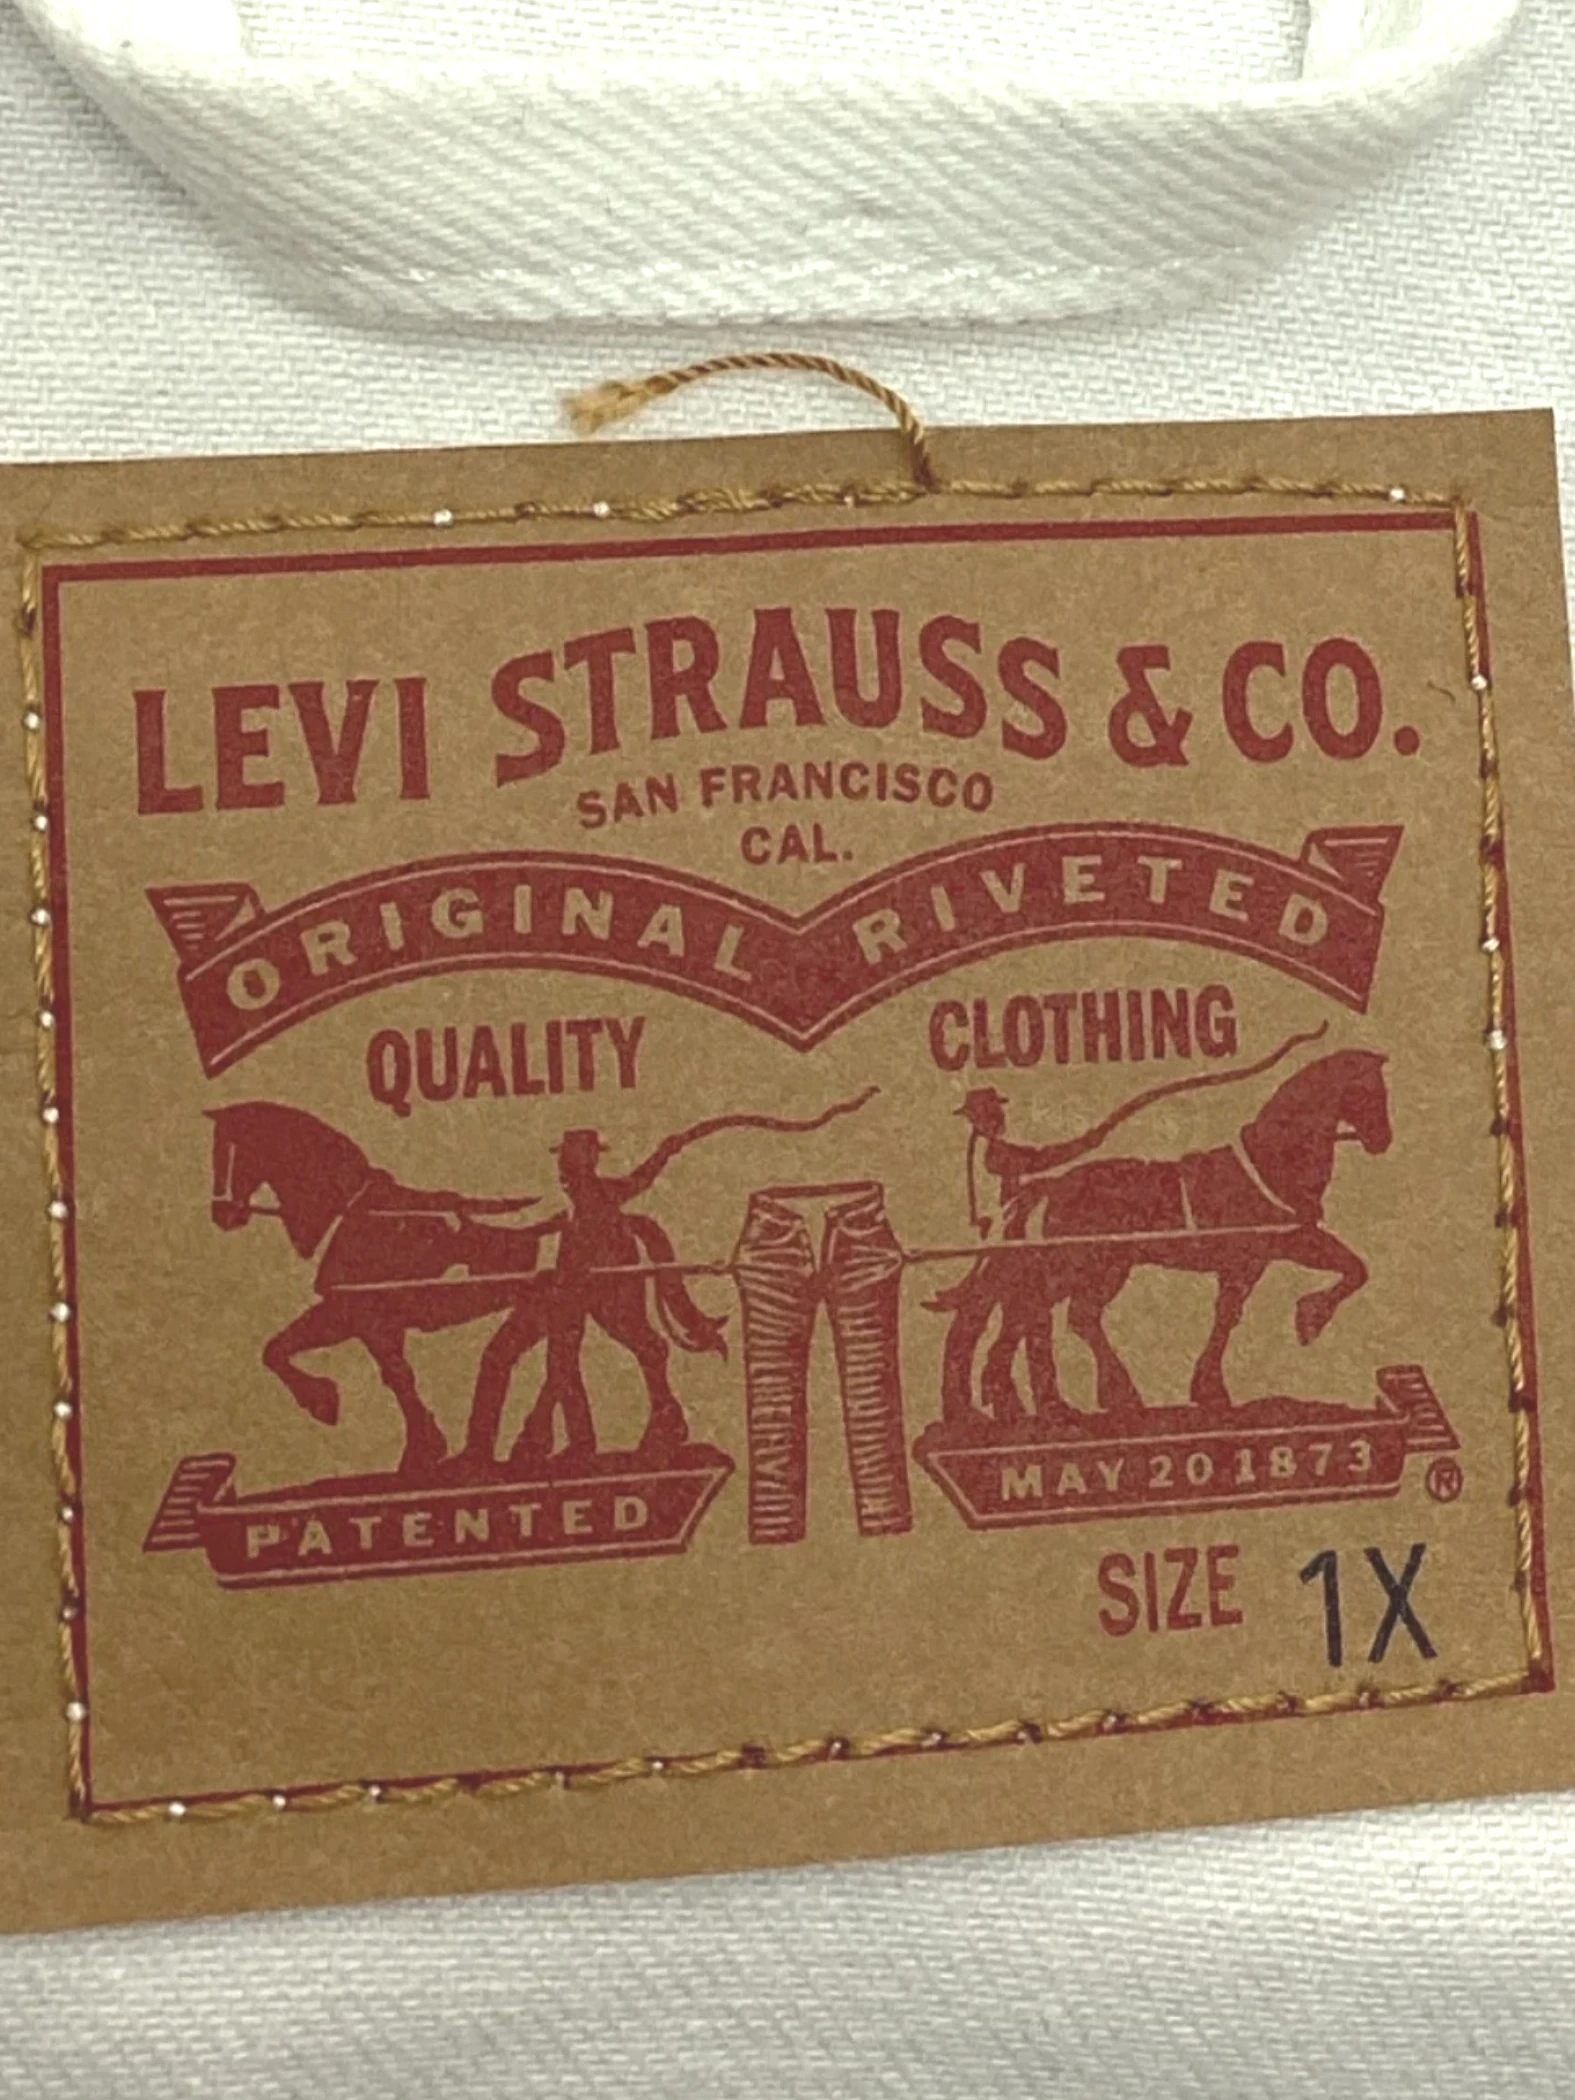 LEVI STRAUSS & CO.
SAN FRANCISCO
CAL.
ORIGINAL RIVETED
QUALITY CLOTHING
PATENTED MAY 20 1873 ®
SIZE 1X